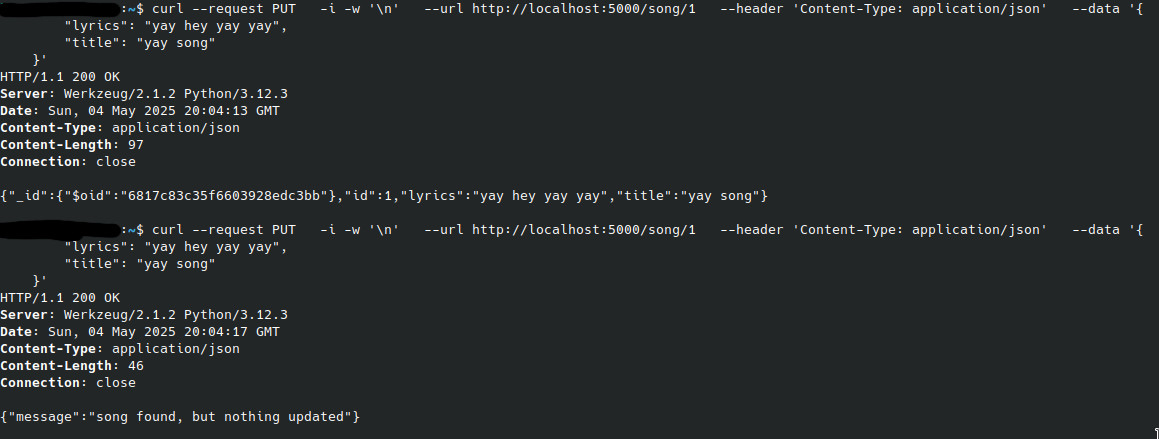 :~$ curl --request PUT   -i -w '\n'   --url http://localhost:5000/song/1   --header 'Content-Type: application/json'   --data '{
        "lyrics": "yay hey yay yay",
        "title": "yay song"
    }'
HTTP/1.1 200 OK
Server: Werkzeug/2.1.2 Python/3.12.3
Date: Sun, 04 May 2025 20:04:13 GMT
Content-Type: application/json
Content-Length: 97
Connection: close

{"_id":{"$oid":"6817c83c35f6603928edc3bb"},"id":1,"lyrics":"yay hey yay yay","title":"yay song"}

:~$ curl --request PUT   -i -w '\n'   --url http://localhost:5000/song/1   --header 'Content-Type: application/json'   --data '{
        "lyrics": "yay hey yay yay",
        "title": "yay song"
    }'
HTTP/1.1 200 OK
Server: Werkzeug/2.1.2 Python/3.12.3
Date: Sun, 04 May 2025 20:04:17 GMT
Content-Type: application/json
Content-Length: 46
Connection: close

{"message":"song found, but nothing updated"}